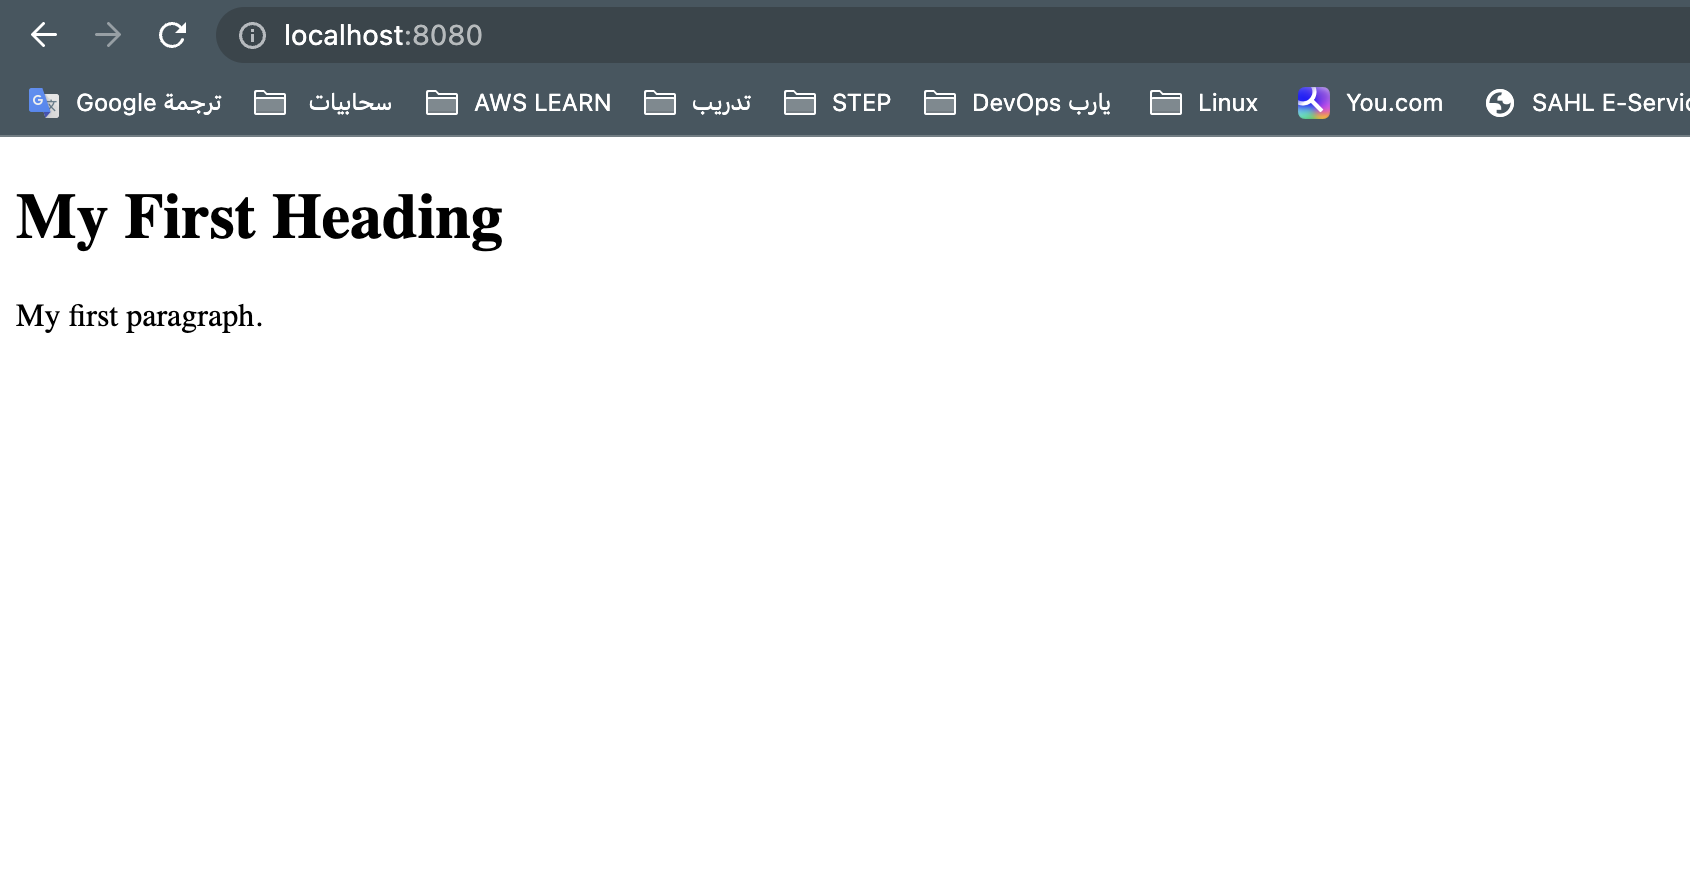 localhost:8080
Google ترجمة سحابيات AWS LEARN تدريب STEP DevOps يارب Linux You.com SAHL E-Servic
My First Heading
My first paragraph.